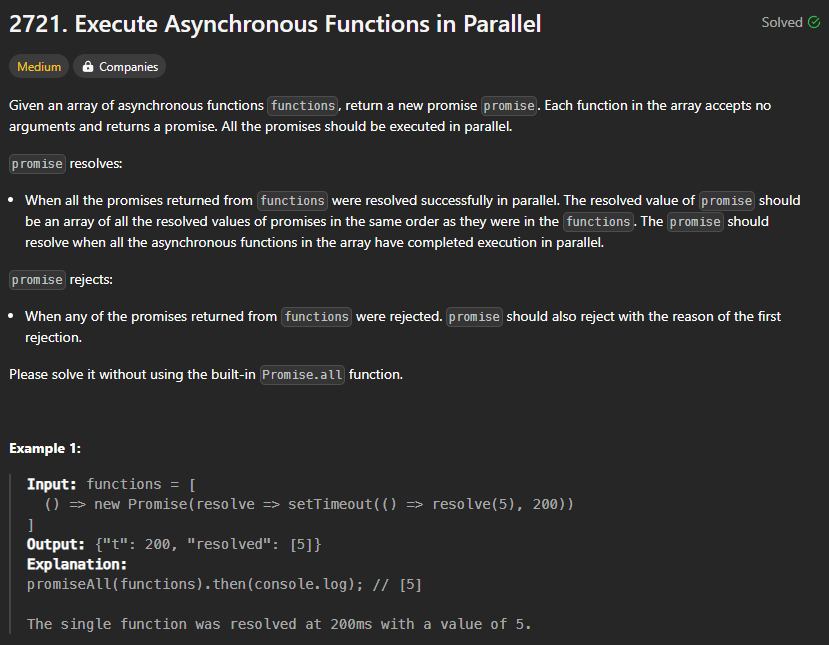 2721. Execute Asynchronous Functions in Parallel
Solved
Medium
Companies
Given an array of asynchronous functions functions, return a new promise promise. Each function in the array accepts no
arguments and returns a promise. All the promises should be executed in parallel.
promise resolves:
• When all the promises returned from functions were resolved successfully in parallel. The resolved value of promise should
be an array of all the resolved values of promises in the same order as they were in the functions. The promise should
resolve when all the asynchronous functions in the array have completed execution in parallel.
promise rejects:
• When any of the promises returned from functions were rejected. promise should also reject with the reason of the first
rejection.
Please solve it without using the built-in Promise.all function.
Example 1:
Input: functions = [
  () => new Promise(resolve => setTimeout(() => resolve(5), 200))
]
Output: {"t": 200, "resolved": [5]}
Explanation:
promiseAll(functions).then(console.log); // [5]
The single function was resolved at 200ms with a value of 5.